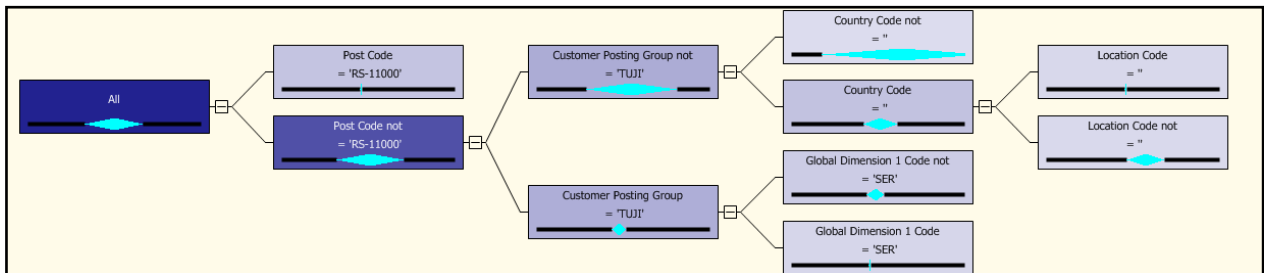 All
Post Code
= 'RS-11000'
Post Code not
= 'RS-11000'
Customer Posting Group not
= 'TUJI'
Customer Posting Group
= 'TUJI'
Country Code not
= ''
Country Code
= ''
Global Dimension 1 Code not
= 'SER'
Global Dimension 1 Code
= 'SER'
Location Code
= ''
Location Code not
= ''